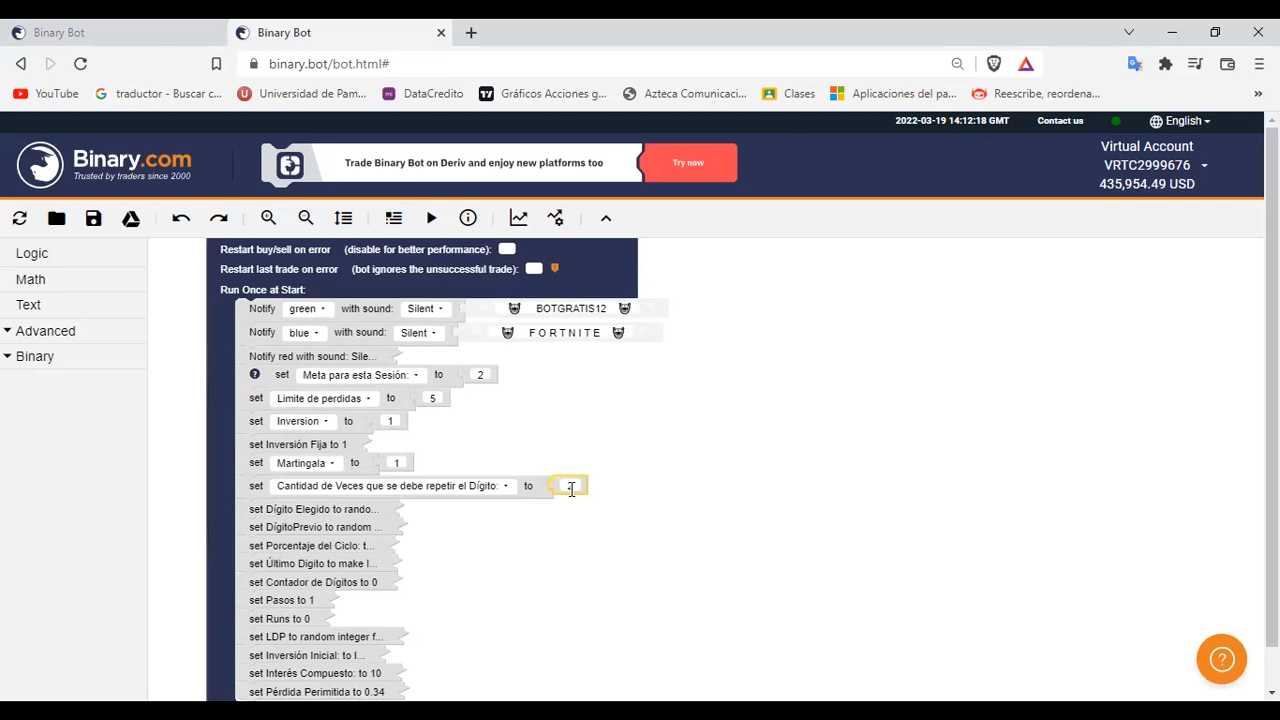 Binary Bot
Binary Bot
binary.bot/bot.html#
YouTube
traductor - Buscar c...
Universidad de Pam...
DataCredito
Gráficos Acciones g...
Azteca Comunicaci...
Clases
Aplicaciones del pa...
Reescribe, reordena...
2022-03-19 14:12:18 GMT
Contact us
English
Binary.com
Trusted by traders since 2000
Trade Binary Bot on Deriv and enjoy new platforms too
Try now
Virtual Account
VRTC2999676
435,954.49 USD
Logic
Math
Text
Advanced
Binary
Restart buy/sell on error (disable for better performance):
Restart last trade on error (bot ignores the unsuccessful trade):
Run Once at Start:
Notify green with sound: Silent BOTGRATIS12
Notify blue with sound: Silent F O R T N I T E
Notify red with sound: Sile...
set Meta para esta Sesión: to 2
set Limite de perdidas to 5
set Inversion to 1
set Inversión Fija to 1
set Martingala to 1
set Cantidad de Veces que se debe repetir el Dígito: to
set Dígito Elegido to rando...
set DígitoPrevio to random ...
set Porcentaje del Ciclo: t...
set Último Digito to make l...
set Contador de Dígitos to 0
set Pasos to 1
set Runs to 0
set LDP to random integer f...
set Inversión Inicial: to I...
set Interés Compuesto: to 10
set Pérdida Perimitida to 0.34